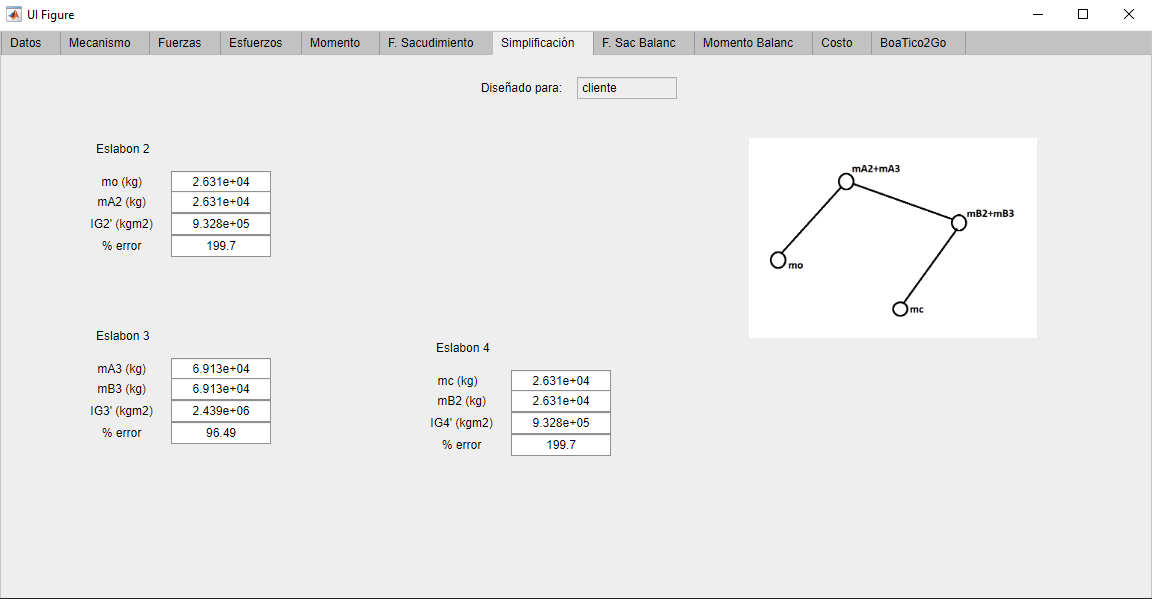 UI Figure
Datos Mecanismo Fuerzas Esfuerzos Momento F. Sacudimiento Simplificación F. Sac Balanc Momento Balanc Costo BoaTico2Go
Diseñado para: cliente
Eslabon 2
mo (kg) 2.631e+04
mA2 (kg) 2.631e+04
IG2' (kgm2) 9.328e+05
% error 199.7
mA2+mA3
mB2+mB3
mo
mc
Eslabon 3
mA3 (kg) 6.913e+04
mB3 (kg) 6.913e+04
IG3' (kgm2) 2.439e+06
% error 96.49
Eslabon 4
mc (kg) 2.631e+04
mB2 (kg) 2.631e+04
IG4' (kgm2) 9.328e+05
% error 199.7